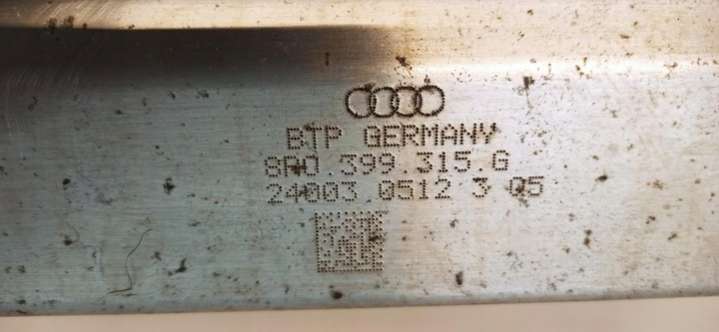 BTP GERMANY
8R0.399.315.G
24003 0512 3 05